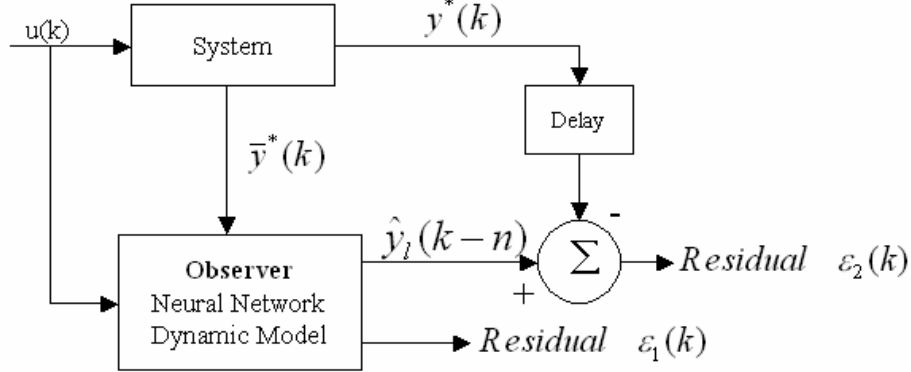 u(k)
System
y*(k)
Delay
ȳ*(k)
-
ŷₗ(k−n)
Σ
+
Residual ε₂(k)
Observer
Neural Network
Dynamic Model
Residual ε₁(k)